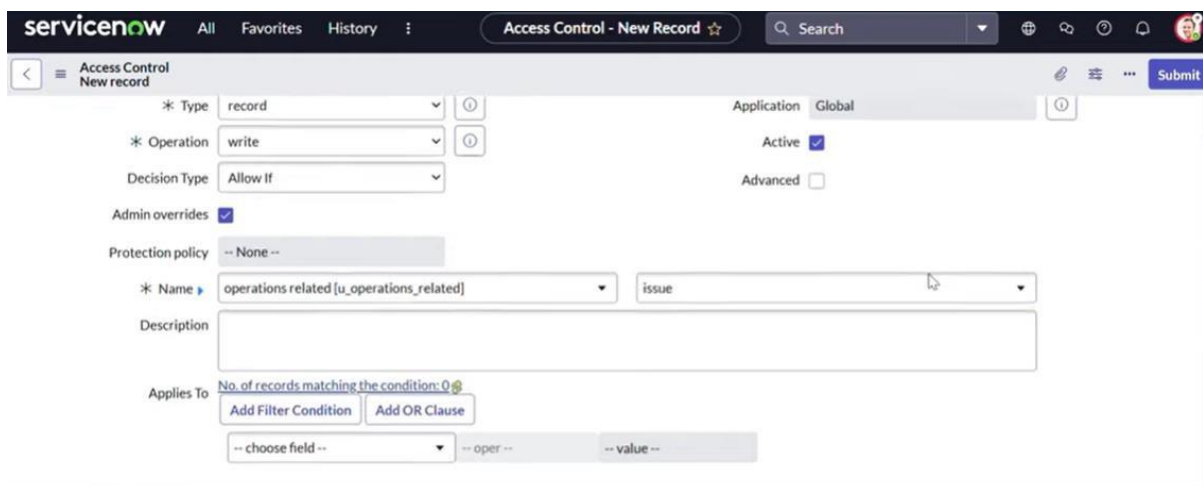 servicenow All Favorites History Access Control - New Record Search
Access Control
New record
Submit
* Type record Application Global
* Operation write Active
Decision Type Allow If Advanced
Admin overrides
Protection policy -- None --
* Name operations related [u_operations_related] issue
Description
Applies To No. of records matching the condition: 0
Add Filter Condition Add OR Clause
-- choose field -- -- oper -- -- value --